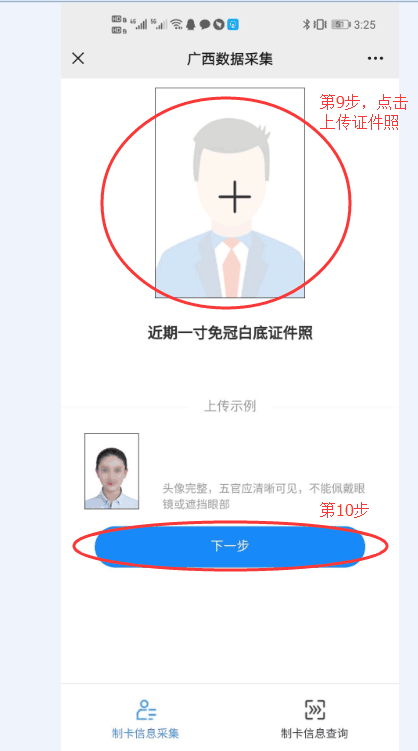 3:25
广西数据采集
第9步，点击
上传证件照
近期一寸免冠白底证件照
上传示例
头像完整，五官应清晰可见，不能佩戴眼
镜或遮挡眼部
第10步
下一步
制卡信息采集
制卡信息查询